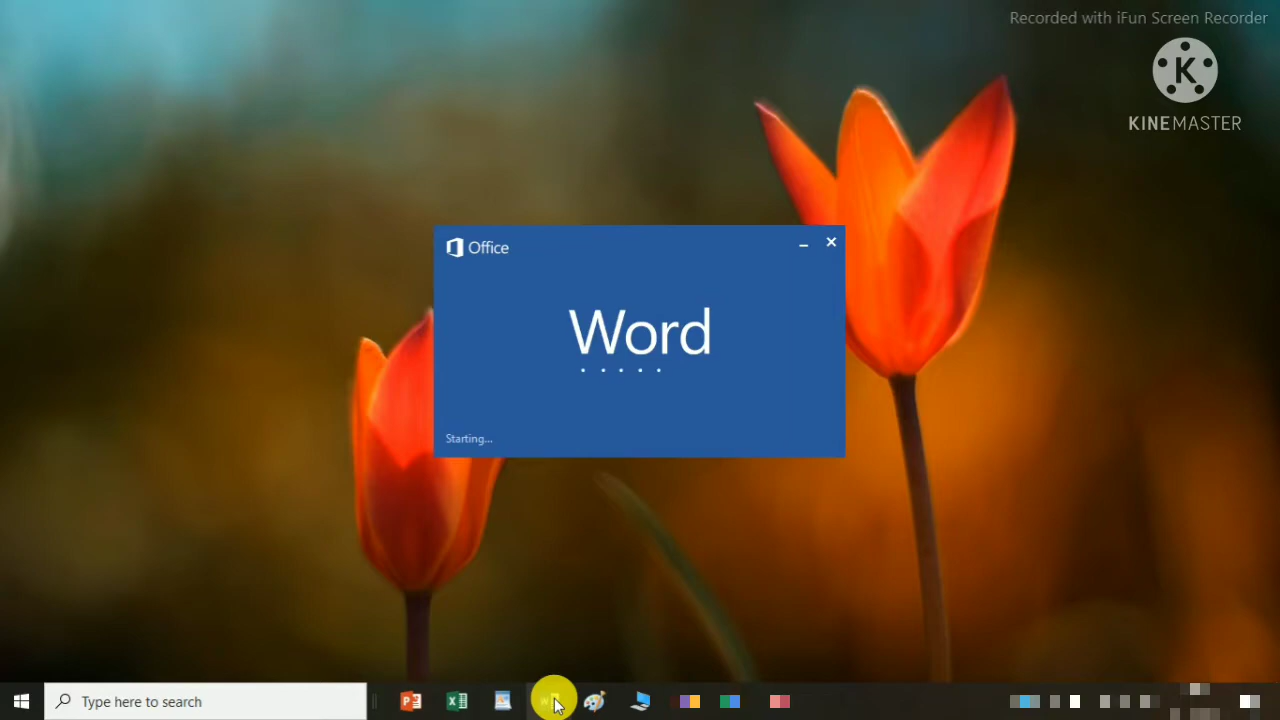 Recorded with iFun Screen Recorder
K
KINEMASTER
Office
Word
Starting...
Type here to search